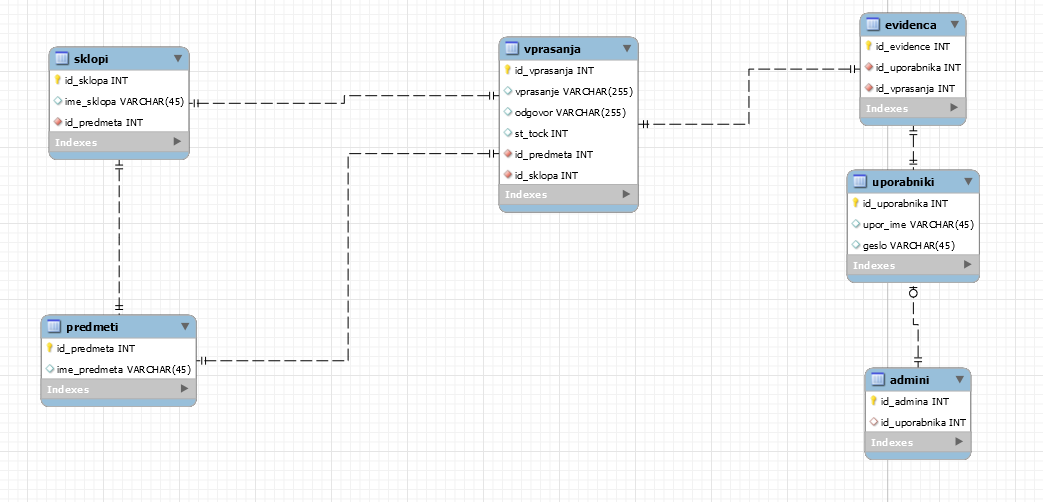 sklopi
id_sklopa INT
ime_sklopa VARCHAR(45)
id_predmeta INT
Indexes
predmeti
id_predmeta INT
ime_predmeta VARCHAR(45)
Indexes
vprasanja
id_vprasanja INT
vprasanje VARCHAR(255)
odgovor VARCHAR(255)
st_tock INT
id_predmeta INT
id_sklopa INT
Indexes
evidenca
id_evidence INT
id_uporabnika INT
id_vprasanja INT
Indexes
uporabniki
id_uporabnika INT
upor_ime VARCHAR(45)
geslo VARCHAR(45)
Indexes
admini
id_admina INT
id_uporabnika INT
Indexes